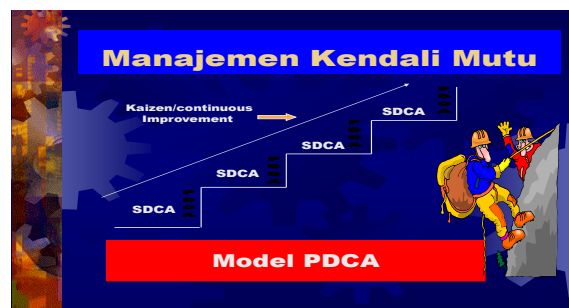 Manajemen Kendali Mutu
Kaizen/continuous
Improvement
SDCA
SDCA
SDCA
SDCA
Model PDCA